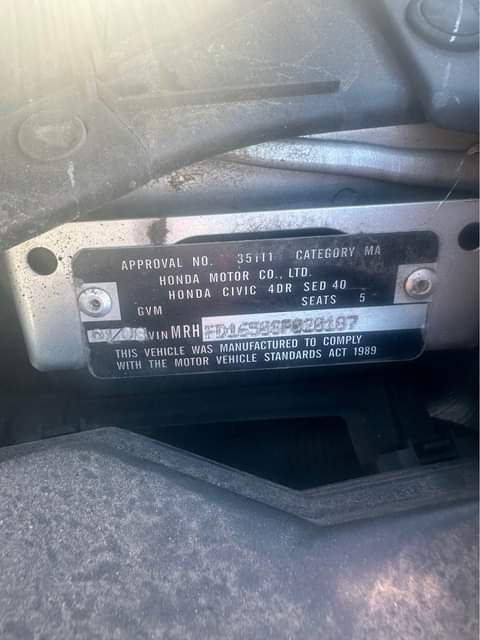 APPROVAL NO. 35111 CATEGORY MA
HONDA MOTOR CO., LTD.
HONDA CIVIC 4DR SED 40
GVM SEATS 5
VIN MRH
THIS VEHICLE WAS MANUFACTURED TO COMPLY
WITH THE MOTOR VEHICLE STANDARDS ACT 1989